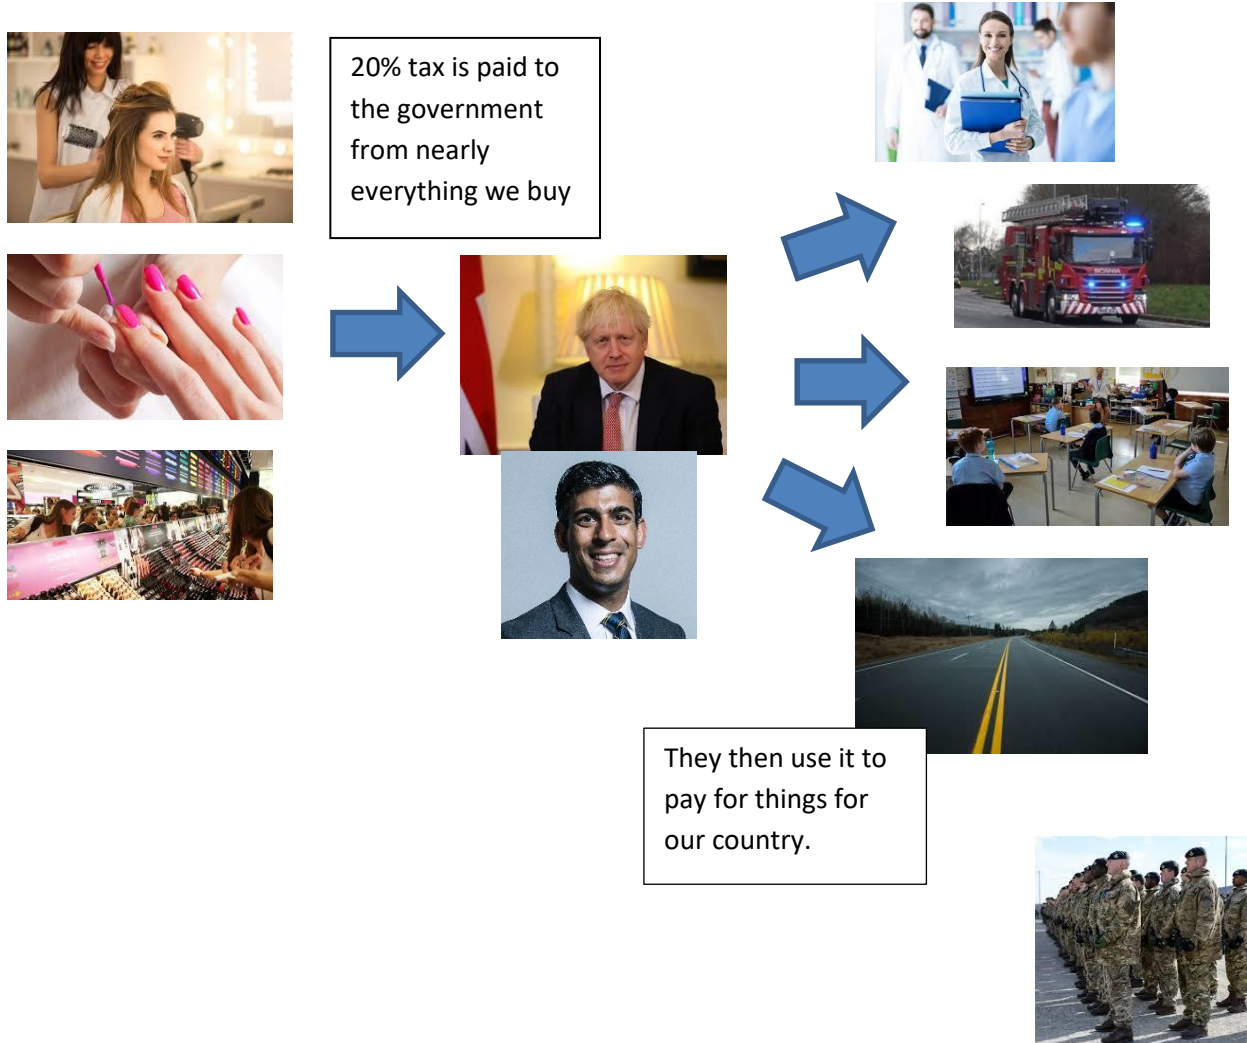 20% tax is paid to
the government
from nearly
everything we buy
SCANIA
They then use it to
pay for things for
our country.